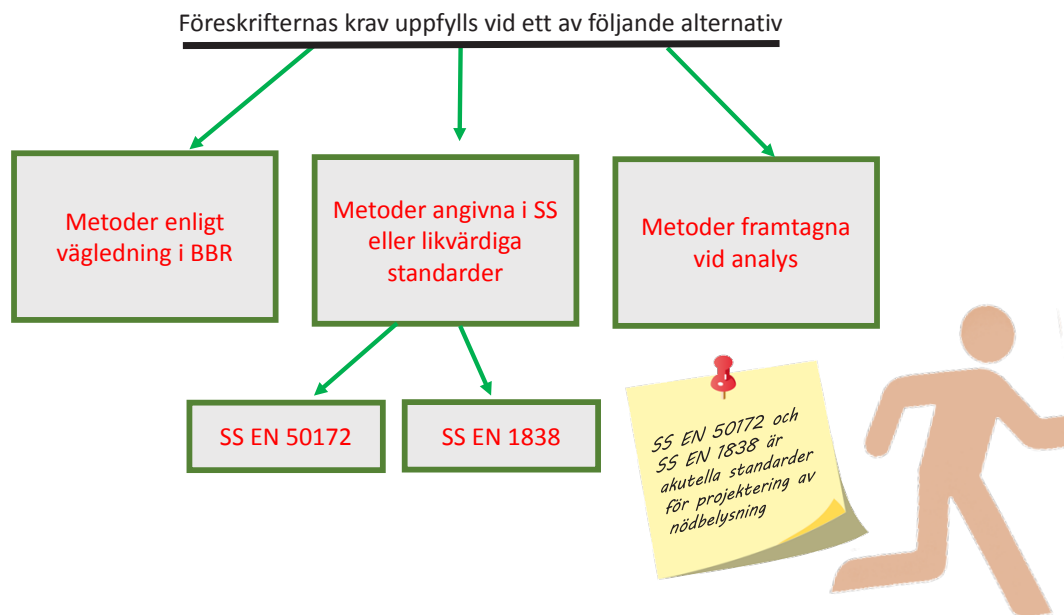 Föreskrifternas krav uppfylls vid ett av följande alternativ
Metoder enligt
vägledning i BBR
Metoder angivna i SS
eller likvärdiga
standarder
Metoder framtagna
vid analys
SS EN 50172
SS EN 1838
SS EN 50172 och
SS EN 1838 är
akutella standarder
för projektering av
nödbelysning